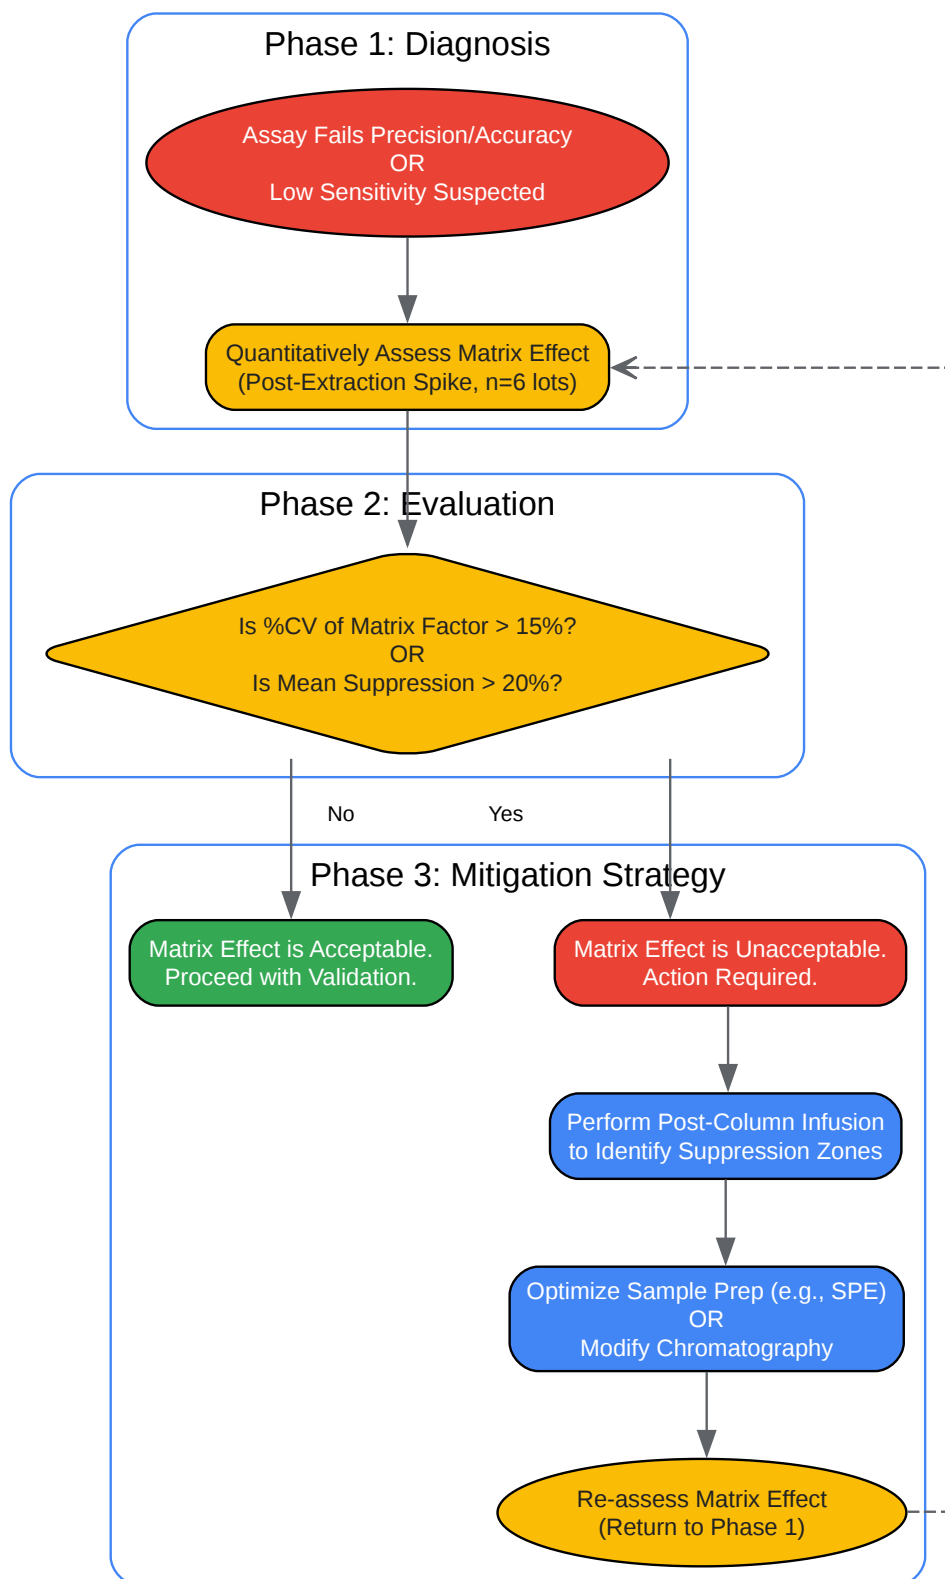 Phase 1: Diagnosis
Assay Fails Precision/Accuracy
OR
Low Sensitivity Suspected
Quantitatively Assess Matrix Effect
(Post-Extraction Spike, n=6 lots)
Phase 2: Evaluation
Is %CV of Matrix Factor > 15%?
OR
Is Mean Suppression > 20%?
No
Yes
Phase 3: Mitigation Strategy
Matrix Effect is Acceptable.
Proceed with Validation.
Matrix Effect is Unacceptable.
Action Required.
Perform Post-Column Infusion
to Identify Suppression Zones
Optimize Sample Prep (e.g., SPE)
OR
Modify Chromatography
Re-assess Matrix Effect
(Return to Phase 1)